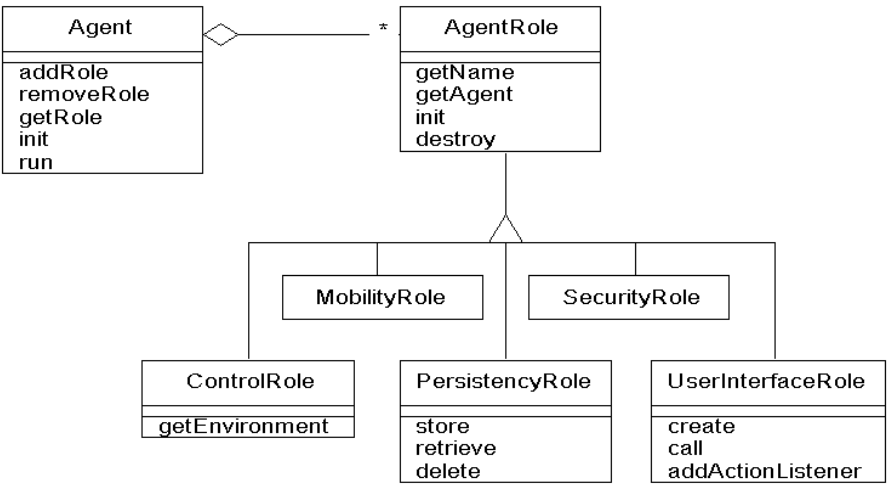 Agent
addRole
removeRole
getRole
init
run
*
AgentRole
getName
getAgent
init
destroy
MobilityRole
SecurityRole
ControlRole
getEnvironment
PersistencyRole
store
retrieve
delete
UserInterfaceRole
create
call
addActionListener